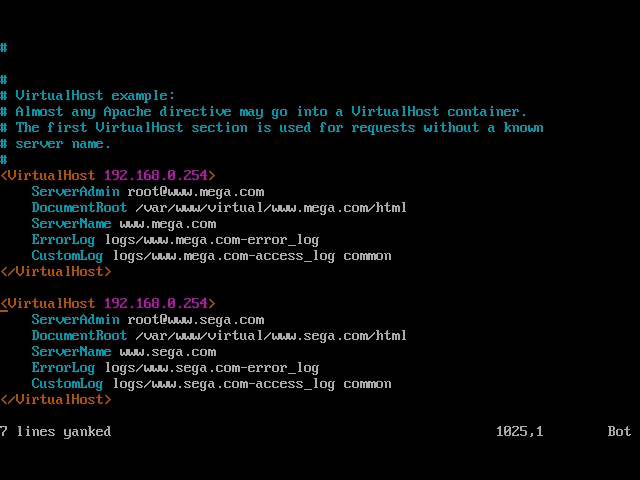 #
#
# VirtualHost example:
# Almost any Apache directive may go into a VirtualHost container.
# The first VirtualHost section is used for requests without a known
# server name.
#
<VirtualHost 192.168.0.254>
    ServerAdmin root@www.mega.com
    DocumentRoot /var/www/virtual/www.mega.com/html
    ServerName www.mega.com
    ErrorLog logs/www.mega.com-error_log
    CustomLog logs/www.mega.com-access_log common
</VirtualHost>
<VirtualHost 192.168.0.254>
    ServerAdmin root@www.sega.com
    DocumentRoot /var/www/virtual/www.sega.com/html
    ServerName www.sega.com
    ErrorLog logs/www.sega.com-error_log
    CustomLog logs/www.sega.com-access_log common
</VirtualHost>
7 lines yanked 1025,1 Bot